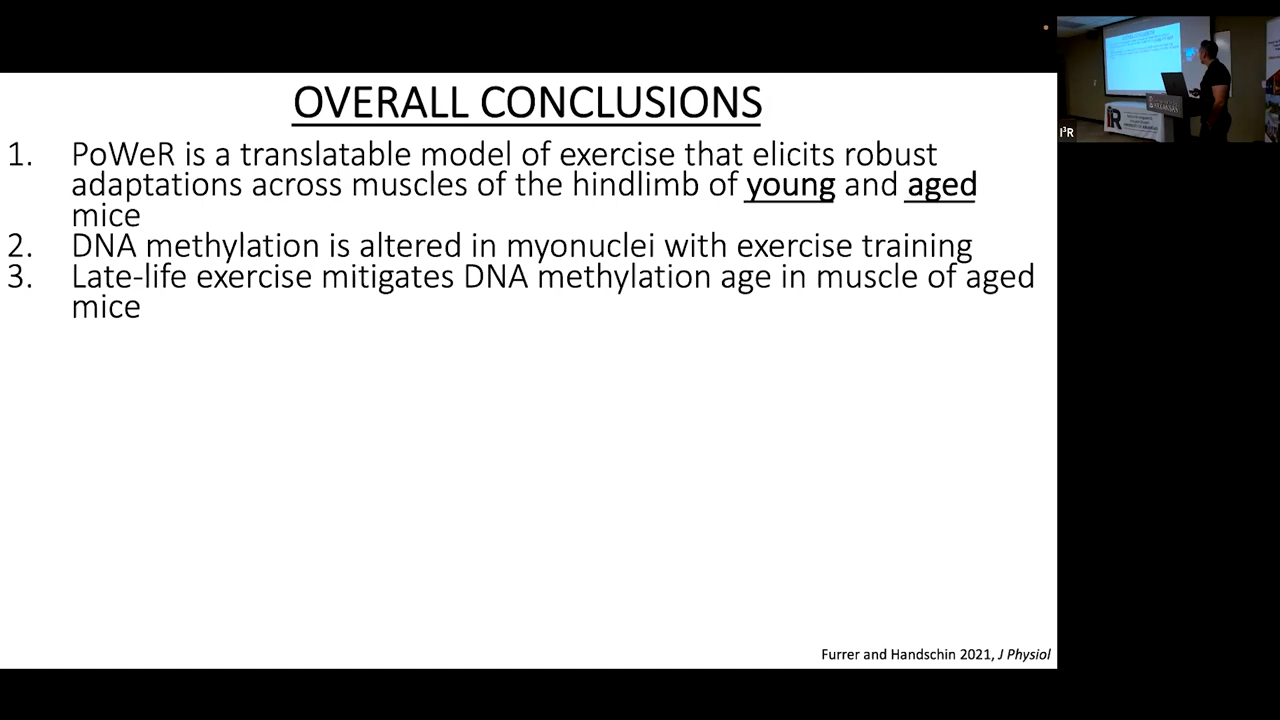 OVERALL CONCLUSIONS
1. PoWeR is a translatable model of exercise that elicits robust
adaptations across muscles of the hindlimb of young and aged
mice
2. DNA methylation is altered in myonuclei with exercise training
3. Late-life exercise mitigates DNA methylation age in muscle of aged
mice
Furrer and Handschin 2021, J Physiol
I³R